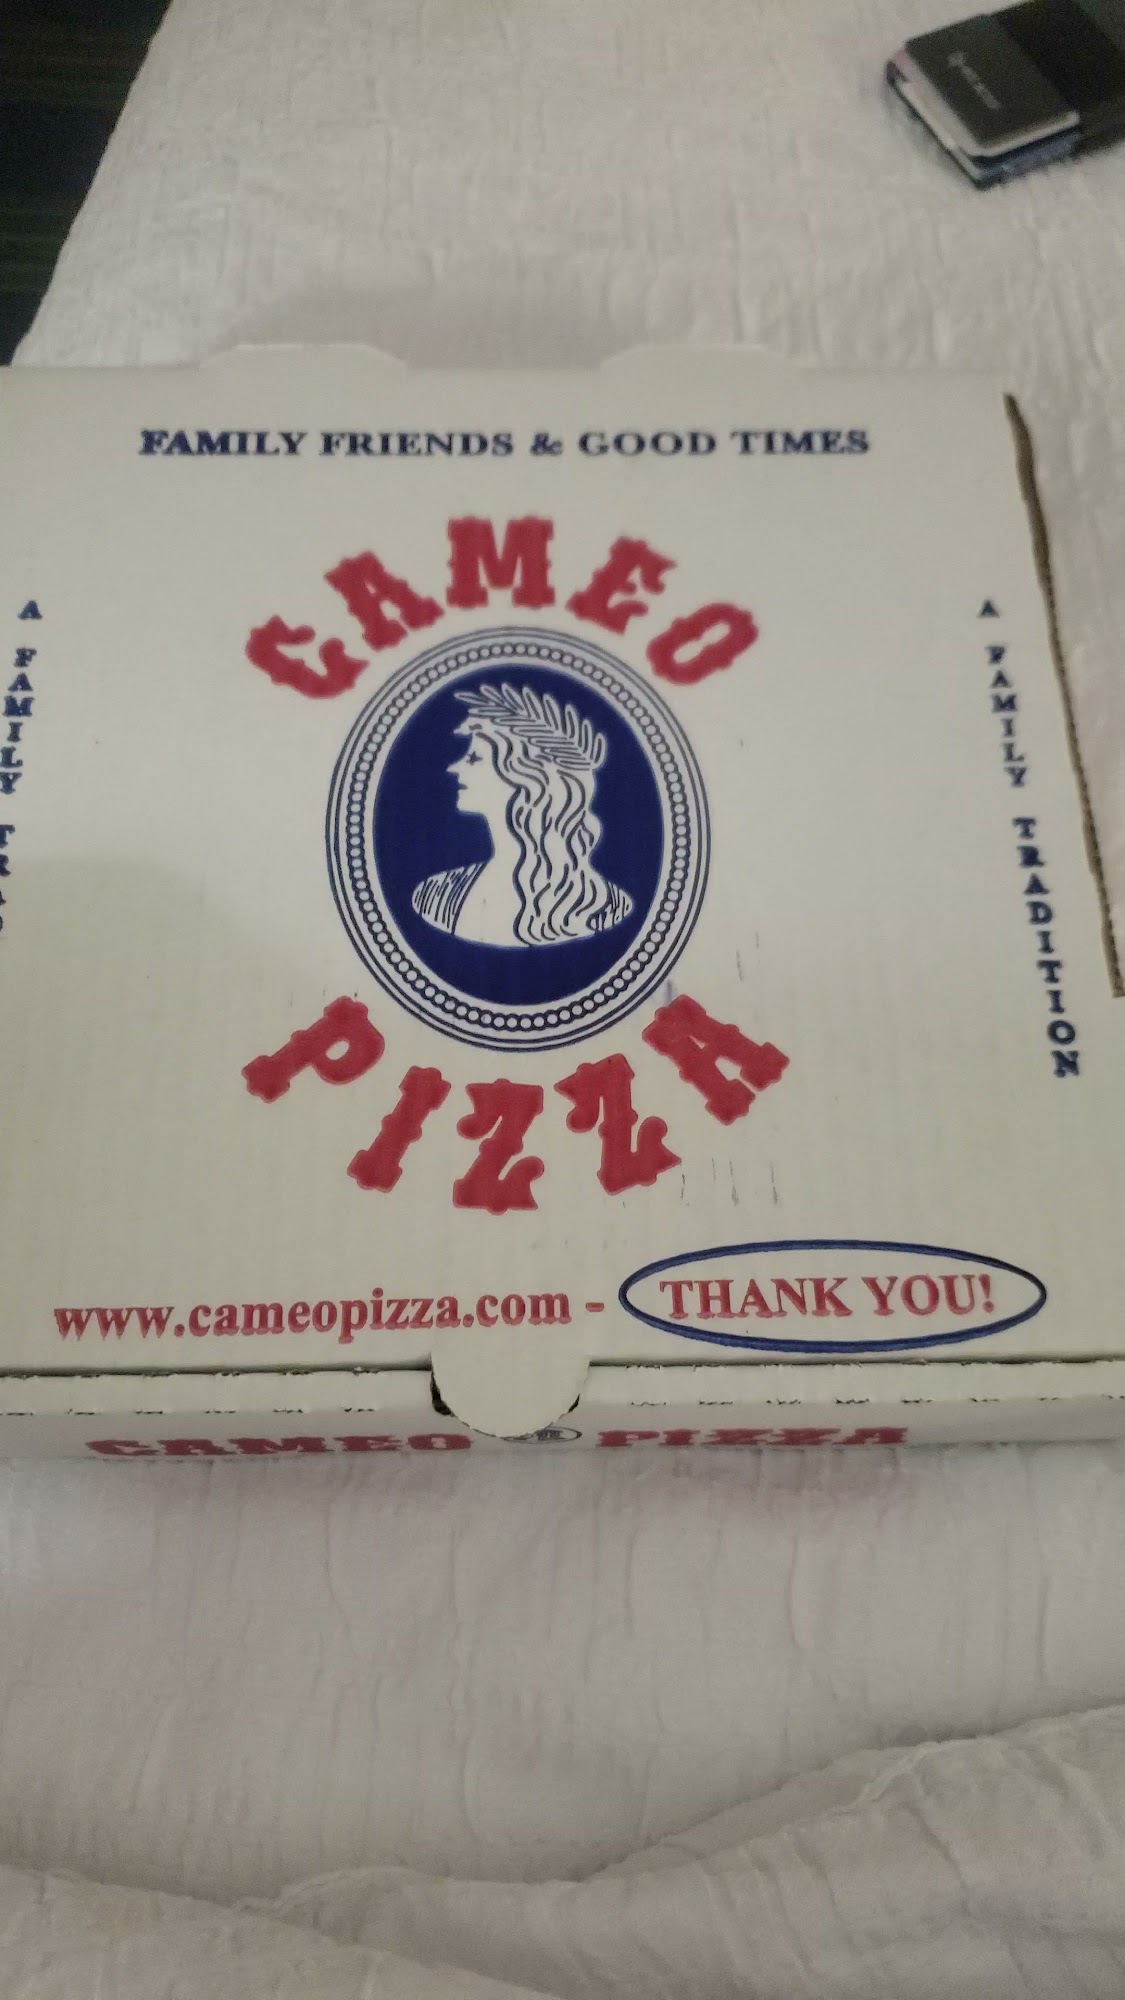 FAMILY FRIENDS & GOOD TIMES
CAMEO
A FAMILY
A FAMILY TRADITION
PIZZA
www.cameopizza.com - THANK YOU!
CAMEO PIZZA